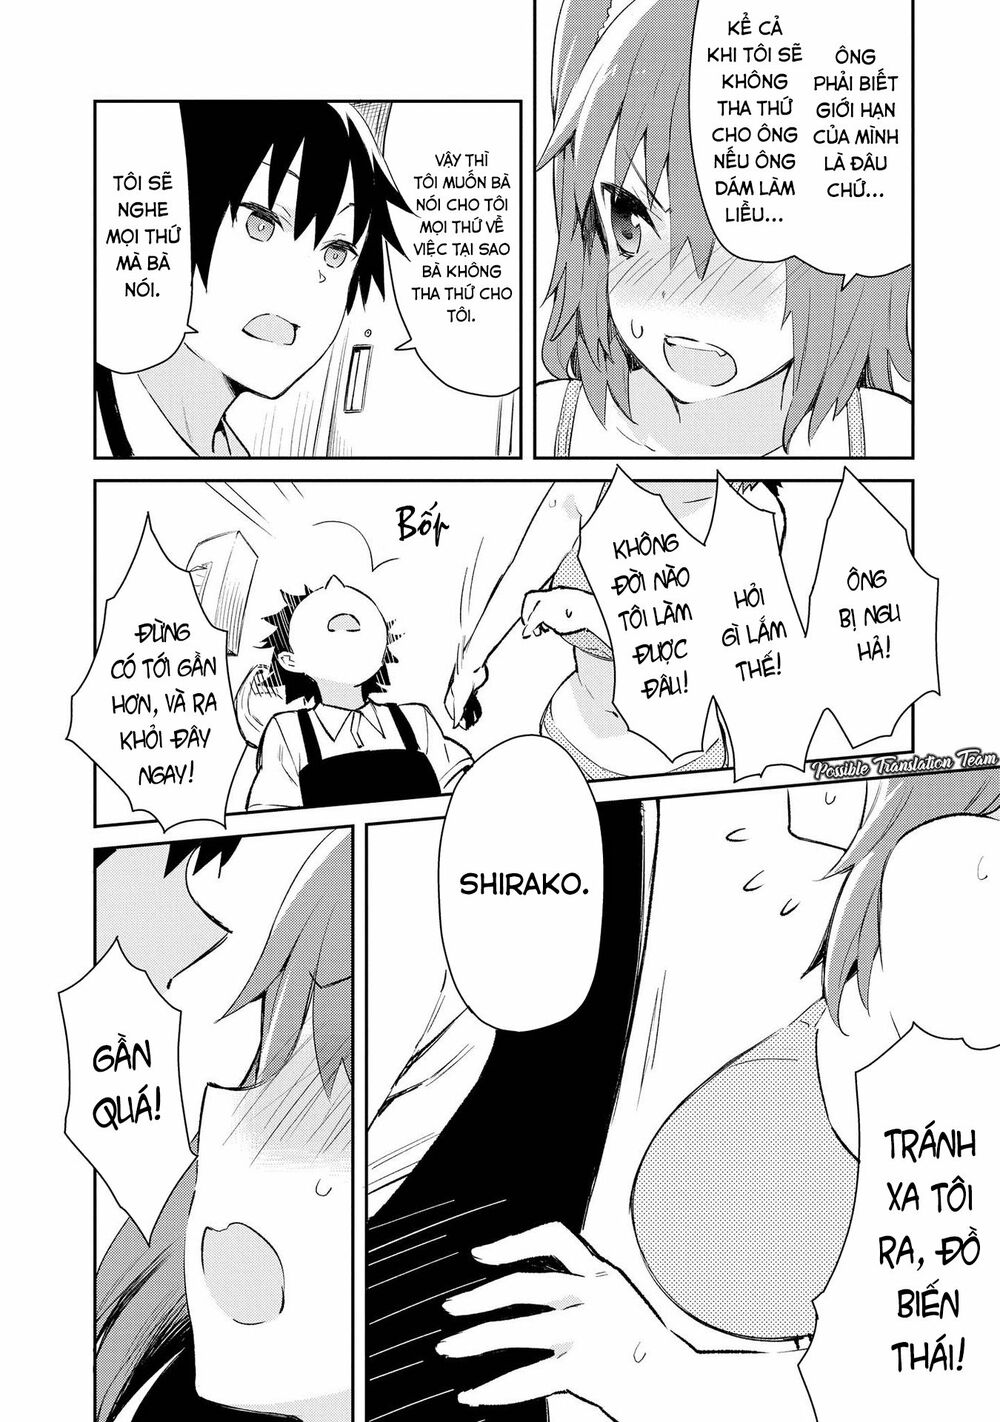 ÔNG
PHẢI BIẾT
GIỚI HẠN
CỦA MÌNH
LÀ ĐÂU
CHỨ...
KỂ CẢ
KHI TÔI SẼ
KHÔNG
THA THỨ
CHO ÔNG
NẾU ÔNG
DÁM LÀM
LIỀU...
VẬY THÌ
TÔI MUỐN BÀ
NÓI CHO TÔI
MỌI THỨ VỀ
VIỆC TẠI SAO
BÀ KHÔNG
THA THỨ CHO
TÔI.
TÔI SẼ
NGHE
MỌI THỨ
MÀ BÀ
NÓI.
ÔNG
BỊ NGU
HẢ!
HỎI
GÌ LẮM
THẾ!
KHÔNG
ĐỜI NÀO
TÔI LÀM
ĐƯỢC
ĐÂU!
Bốp
ĐỪNG
CÓ TỚI GẦN
HƠN, VÀ RA
KHỎI ĐÂY
NGAY!
Possible Translation Team
TRÁNH
XA TÔI
RA, ĐỒ
BIẾN
THÁI!
SHIRAKO.
GẦN
QUÁ!